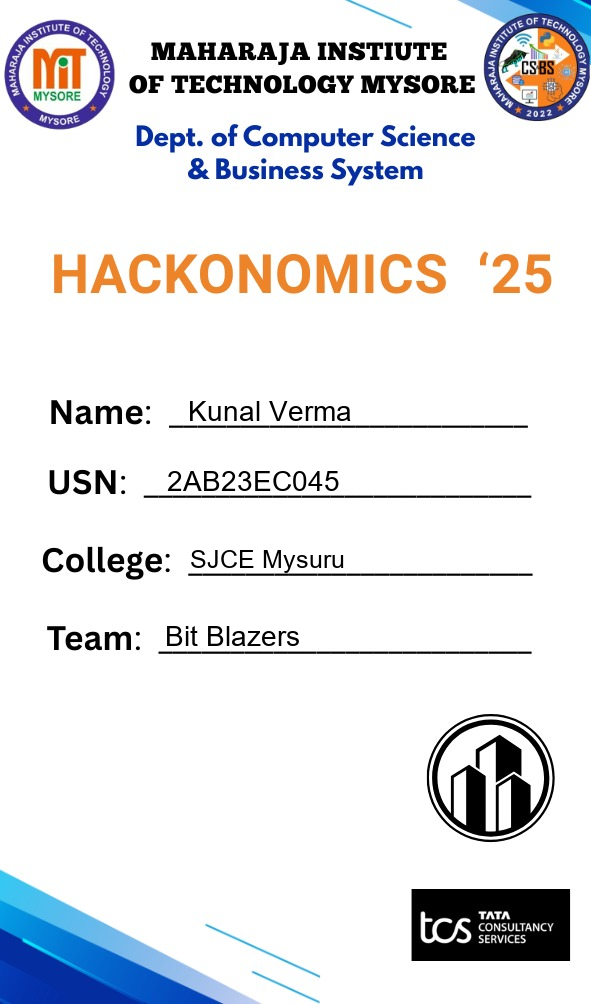 MAHARAJA INSTITUTE OF TECHNOLOGY
MIT
MYSORE
MYSORE
MAHARAJA INSTIUTE
OF TECHNOLOGY MYSORE
MAHARAJA INSTITUTE OF TECHNOLOGY MYSORE
CSBS
2022
Dept. of Computer Science
& Business System
HACKONOMICS ‘25
Name: Kunal Verma
USN: 2AB23EC045
College: SJCE Mysuru
Team: Bit Blazers
tcs
TATA
CONSULTANCY
SERVICES